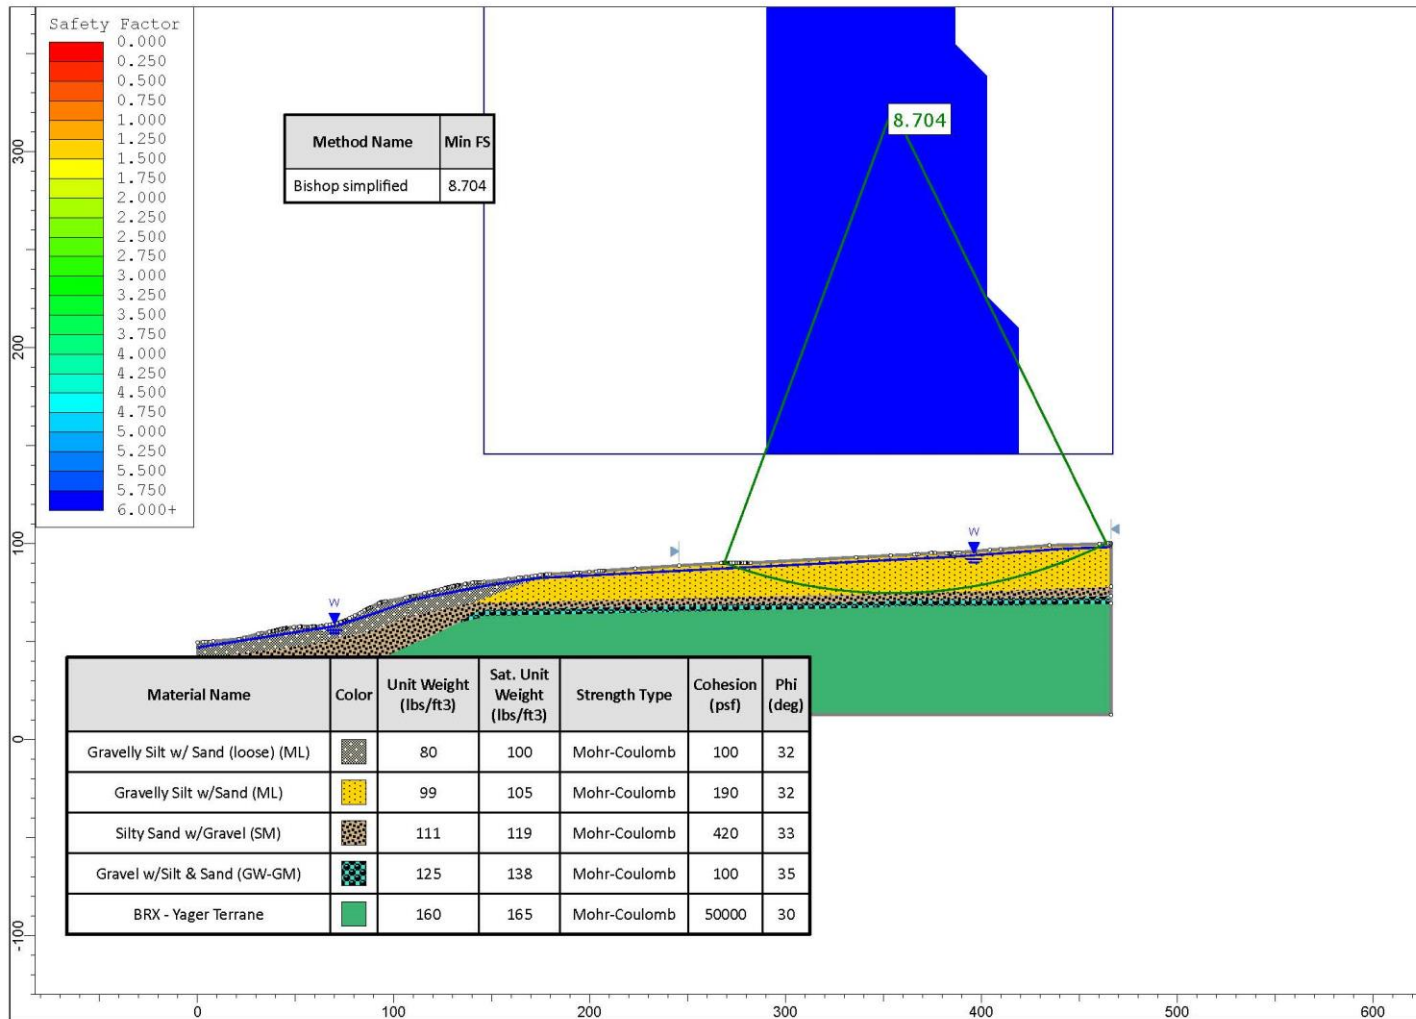 Safety Factor
0.000
0.250
0.500
0.750
1.000
1.250
1.500
1.750
2.000
2.250
2.500
2.750
3.000
3.250
3.500
3.750
4.000
4.250
4.500
4.750
5.000
5.250
5.500
5.750
6.000+
Method Name Min FS
Bishop simplified 8.704
8.704
W
W
Material Name Color Unit Weight (lbs/ft3) Sat. Unit Weight (lbs/ft3) Strength Type Cohesion (psf) Phi (deg)
Gravelly Silt w/ Sand (loose) (ML) 80 100 Mohr-Coulomb 100 32
Gravelly Silt w/Sand (ML) 99 105 Mohr-Coulomb 190 32
Silty Sand w/Gravel (SM) 111 119 Mohr-Coulomb 420 33
Gravel w/Silt & Sand (GW-GM) 125 138 Mohr-Coulomb 100 35
BRX - Yager Terrane 160 165 Mohr-Coulomb 50000 30
300
200
100
0
-100
0 100 200 300 400 500 600